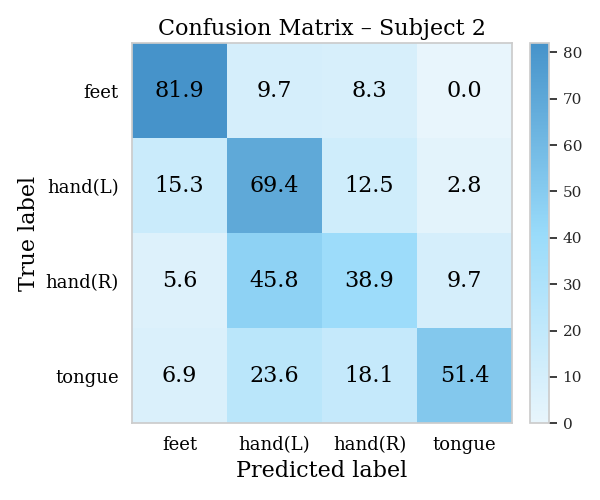 Confusion Matrix – Subject 2
True label
feet
81.9 9.7 8.3 0.0
hand(L)
15.3 69.4 12.5 2.8
hand(R)
5.6 45.8 38.9 9.7
tongue
6.9 23.6 18.1 51.4
feet hand(L) hand(R) tongue
Predicted label
80
70
60
50
40
30
20
10
0